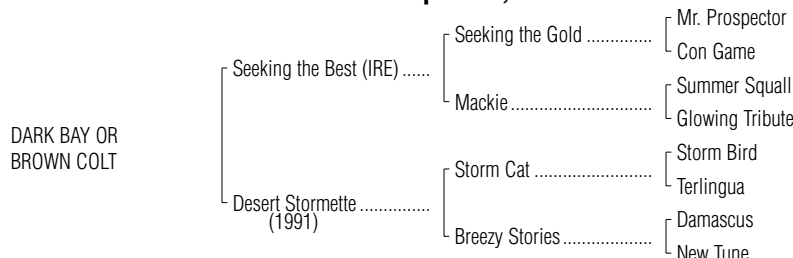 Mr. Prospector
Seeking the Gold ..............
Con Game
Seeking the Best (IRE) ......
Summer Squall
Mackie..............................
Glowing Tribute
DARK BAY OR
BROWN COLT
Storm Bird
Storm Cat .........................
Terlingua
Desert Stormette ...............
(1991)
Damascus
Breezy Stories...................
New Tune